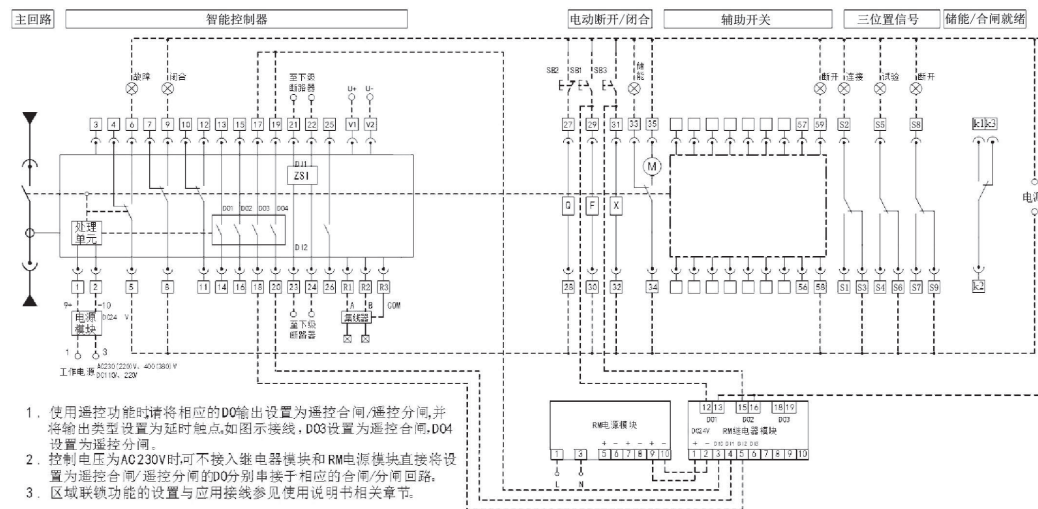 主回路 智能控制器 电动断开/闭合 辅助开关 三位置信号 储能/合闸就绪
故障 闭合 至下级断路器 U+ U- SB2 SB1 SB3 储能 断开 连接 试验 断开
3 4 6 7 9 10 12 13 15 17 19 21 22 25 V1 V2 27 29 31 33 35 57 59 S2 S5 S8 k1 k3
DI1
ZSI
M
电源
Q F X
DO1 DO2 DO3 DO4
处理
单元
DI2
1 2 5 8 11 14 16 18 20 23 24 26 R1 R2 R3 28 30 32 34 56 58 S1 S3 S4 S6 S7 S9 k2
9+ -10 A B COM
电源
模块
DC24 V
集线器
至下级
断路器
1 3
工作电源 AC230(220)V、400(380)V
DC110V、220V
12 13 15 16 18 19
DO1 DO2 DO3
RM电源模块 DC24V RM继电器模块
+ - + - + - + - DI0 DI1 DI2 DI3
1 3 5 6 7 8 9 10 1 2 3 4 5 6 7 8 9 10
L N
1. 使用遥控功能时请将相应的DO输出设置为遥控合闸/遥控分闸,并
将输出类型设置为延时触点。如图示接线，DO3设置为遥控合闸,DO4
设置为遥控分闸。
2. 控制电压为AC230V时,可不接入继电器模块和RM电源模块直接将设
置为遥控合闸/遥控分闸的DO分别串接于相应的合闸/分闸回路。
3. 区域联锁功能的设置与应用接线参见使用说明书相关章节。